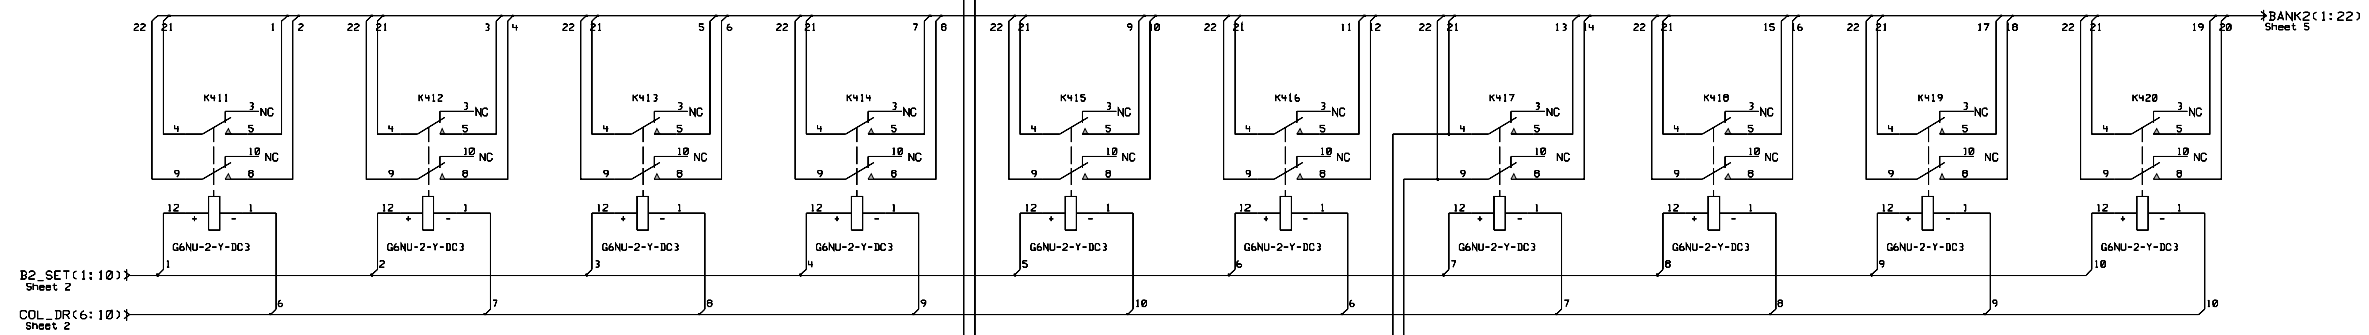 22 21 1 2 22 21 3 4 22 21 5 6 22 21 7 8 22 21 9 10 22 21 11 12 22 21 13 14 22 21 15 16 22 21 17 18 22 21 19 20 BANK2(1:22)
Sheet 5
K411 K412 K413 K414 K415 K416 K417 K418 K419 K420
3 NC 3 NC 3 NC 3 NC 3 NC 3 NC 3 NC 3 NC 3 NC 3 NC
4 5 4 5 4 5 4 5 4 5 4 5 4 5 4 5 4 5 4 5
10 NC 10 NC 10 NC 10 NC 10 NC 10 NC 10 NC 10 NC 10 NC 10 NC
9 8 9 8 9 8 9 8 9 8 9 8 9 8 9 8 9 8 9 8
12 1 12 1 12 1 12 1 12 1 12 1 12 1 12 1 12 1 12 1
+ - + - + - + - + - + - + - + - + - + -
G6NU-2-Y-DC3 G6NU-2-Y-DC3 G6NU-2-Y-DC3 G6NU-2-Y-DC3 G6NU-2-Y-DC3 G6NU-2-Y-DC3 G6NU-2-Y-DC3 G6NU-2-Y-DC3 G6NU-2-Y-DC3 G6NU-2-Y-DC3
B2_SET(1:10) 1 2 3 4 5 6 7 8 9 10
Sheet 2
6 7 8 9 10 6 7 8 9 10
COL_DR(6:10)
Sheet 2